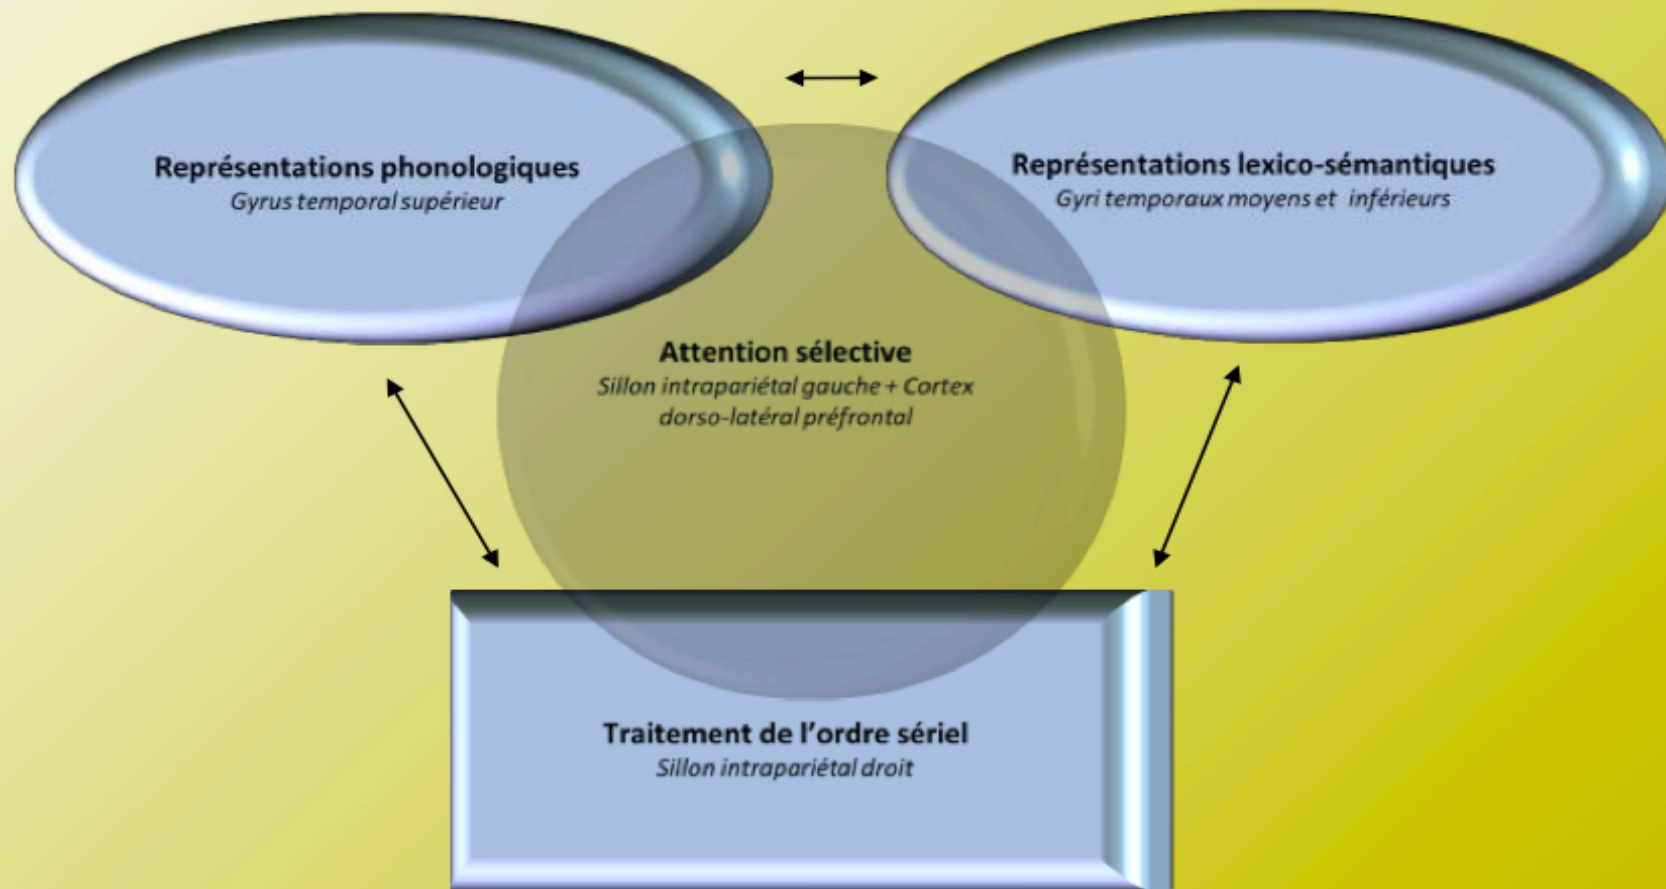 Représentations phonologiques
Gyrus temporal supérieur
Représentations lexico-sémantiques
Gyri temporaux moyens et inférieurs
Attention sélective
Sillon intrapariétal gauche + Cortex
dorso-latéral préfrontal
Traitement de l’ordre sériel
Sillon intrapariétal droit